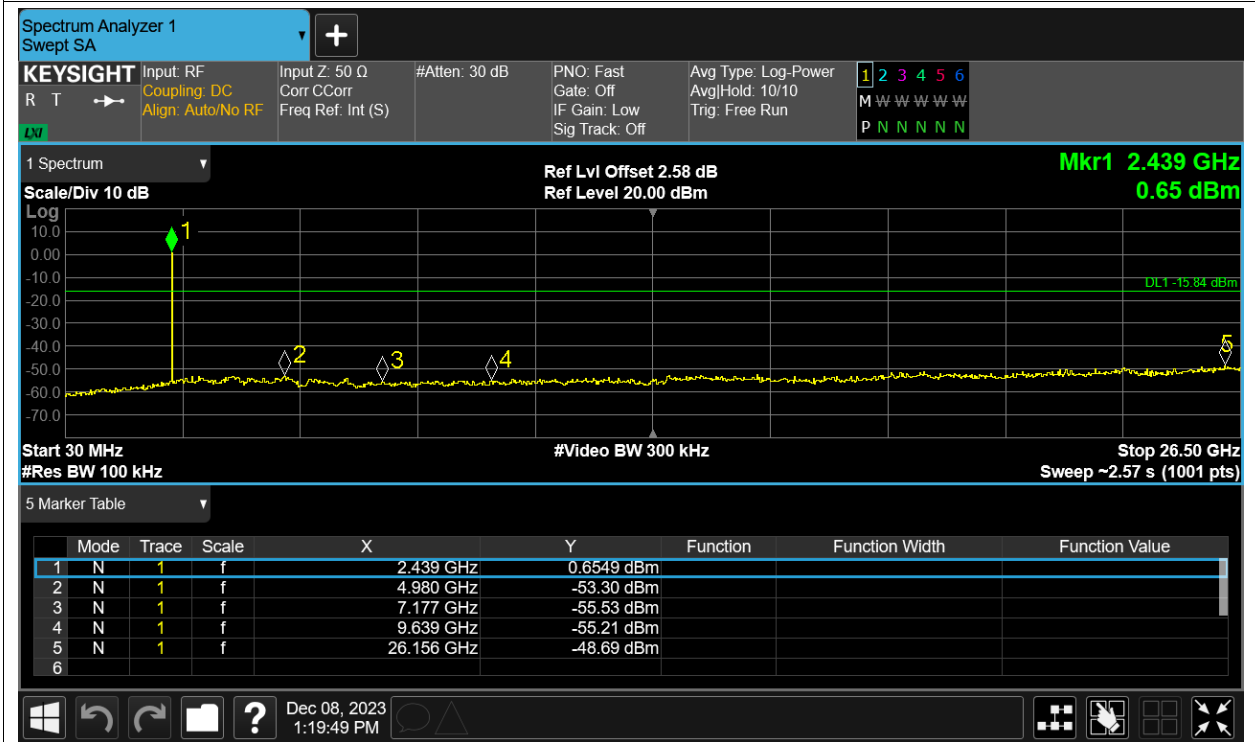 Spectrum Analyzer 1
Swept SA
KEYSIGHT
R T
LXI
Input: RF
Coupling: DC
Align: Auto/No RF
Input Z: 50 Ω
Corr CCorr
Freq Ref: Int (S)
#Atten: 30 dB
PNO: Fast
Gate: Off
IF Gain: Low
Sig Track: Off
Avg Type: Log-Power
Avg|Hold: 10/10
Trig: Free Run
1 2 3 4 5 6
M W W W W W
P N N N N N
1 Spectrum
Scale/Div 10 dB
Ref Lvl Offset 2.58 dB
Ref Level 20.00 dBm
Mkr1 2.439 GHz
0.65 dBm
Log
10.0
0.00
-10.0
-20.0
-30.0
-40.0
-50.0
-60.0
-70.0
1
2
3
4
5
DL1 -15.84 dBm
Start 30 MHz
#Res BW 100 kHz
#Video BW 300 kHz
Stop 26.50 GHz
Sweep ~2.57 s (1001 pts)
5 Marker Table
Mode Trace Scale X Y Function Function Width Function Value
1 N 1 f 2.439 GHz 0.6549 dBm
2 N 1 f 4.980 GHz -53.30 dBm
3 N 1 f 7.177 GHz -55.53 dBm
4 N 1 f 9.639 GHz -55.21 dBm
5 N 1 f 26.156 GHz -48.69 dBm
6
?
Dec 08, 2023
1:19:49 PM